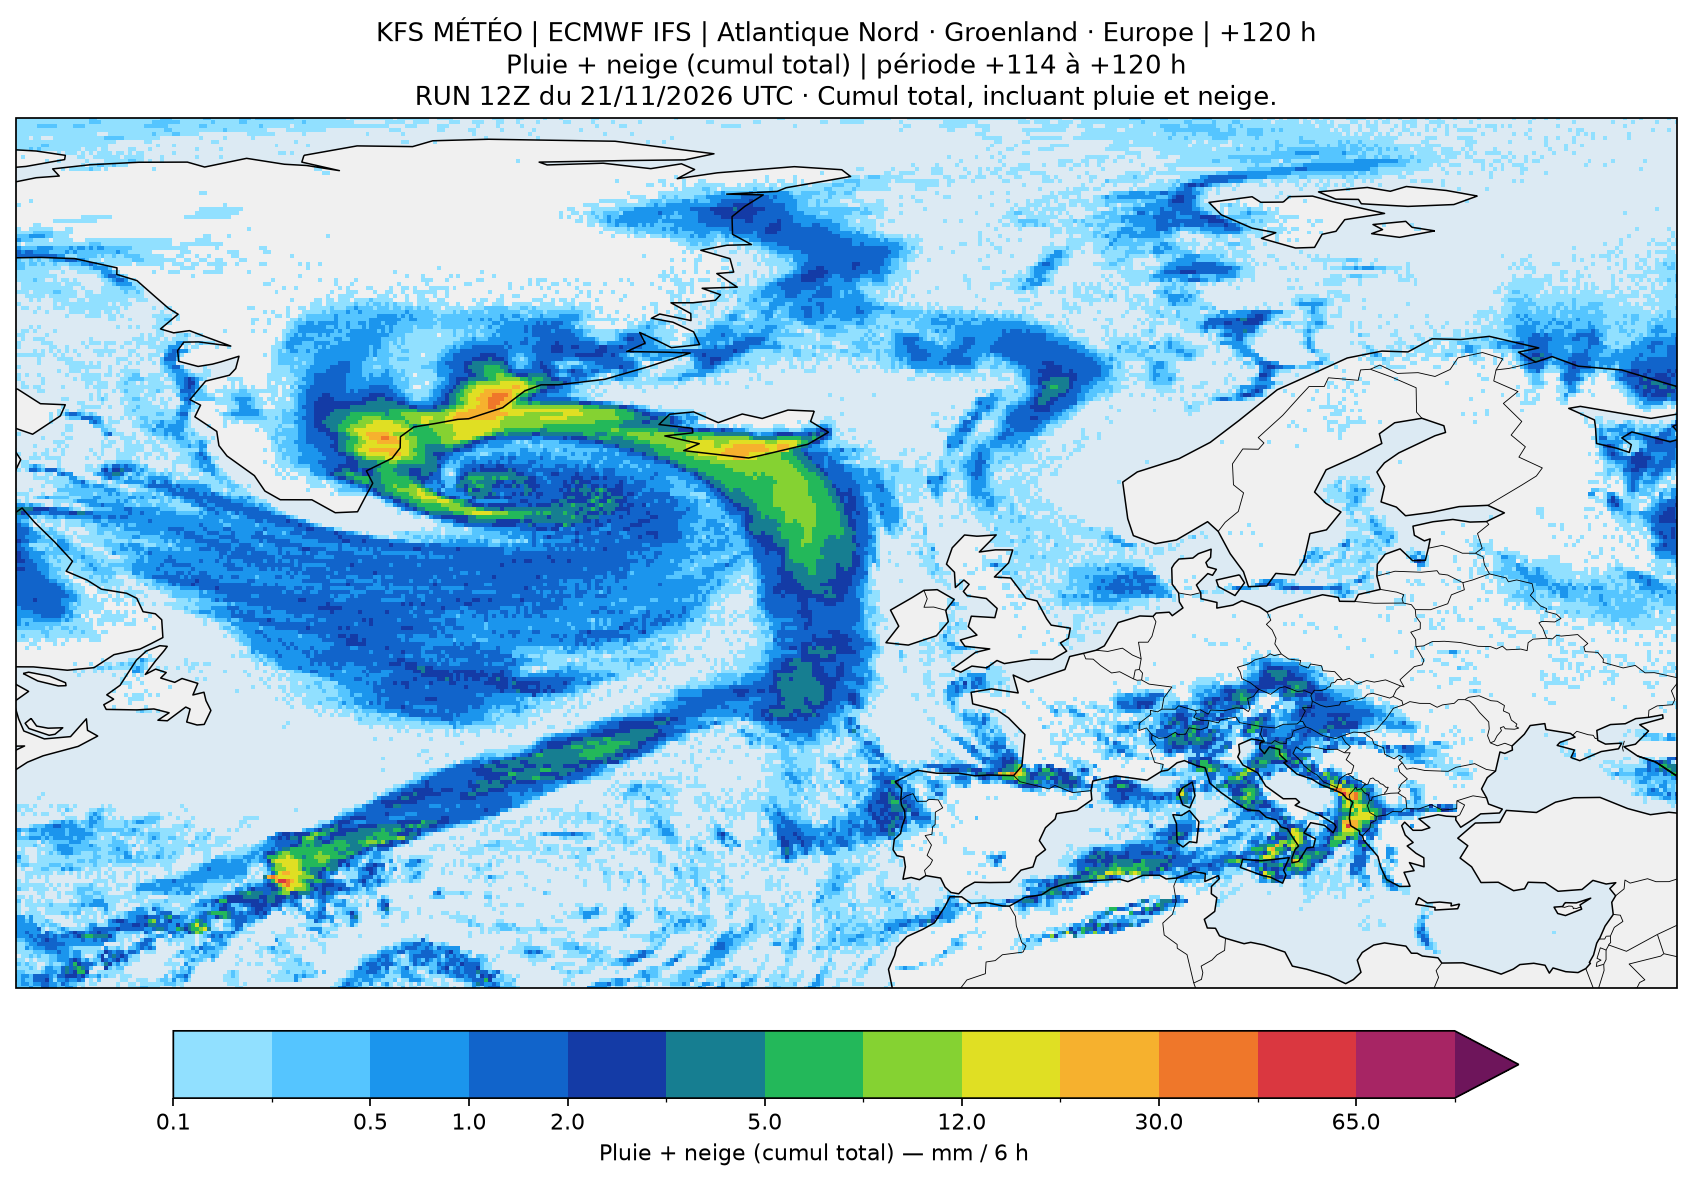 KFS MÉTÉO | ECMWF IFS | Atlantique Nord · Groenland · Europe | +120 h
Pluie + neige (cumul total) | période +114 à +120 h
RUN 12Z du 21/11/2026 UTC · Cumul total, incluant pluie et neige.
0.1 0.5 1.0 2.0 5.0 12.0 30.0 65.0
Pluie + neige (cumul total) — mm / 6 h